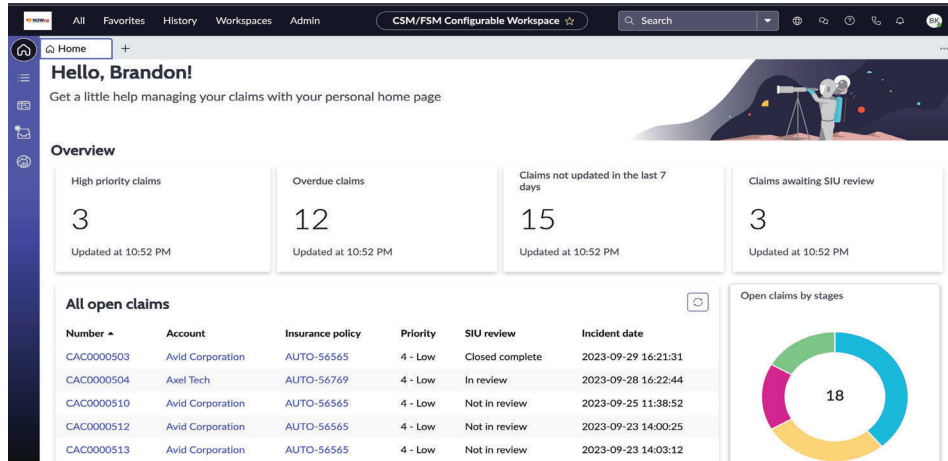 All Favorites History Workspaces Admin CSM/FSM Configurable Workspace ☆ Search BK
Home +
Hello, Brandon!
Get a little help managing your claims with your personal home page
Overview
High priority claims
3
Updated at 10:52 PM
Overdue claims
12
Updated at 10:52 PM
Claims not updated in the last 7
days
15
Updated at 10:52 PM
Claims awaiting SIU review
3
Updated at 10:52 PM
All open claims
Number Account Insurance policy Priority SIU review Incident date
CAC0000503 Avid Corporation AUTO-56565 4 - Low Closed complete 2023-09-29 16:21:31
CAC0000504 Axel Tech AUTO-56769 4 - Low In review 2023-09-28 16:22:44
CAC0000510 Avid Corporation AUTO-56565 4 - Low Not in review 2023-09-25 11:38:52
CAC0000512 Avid Corporation AUTO-56565 4 - Low Not in review 2023-09-23 14:00:25
CAC0000513 Avid Corporation AUTO-56565 4 - Low Not in review 2023-09-23 14:03:12
Open claims by stages
18